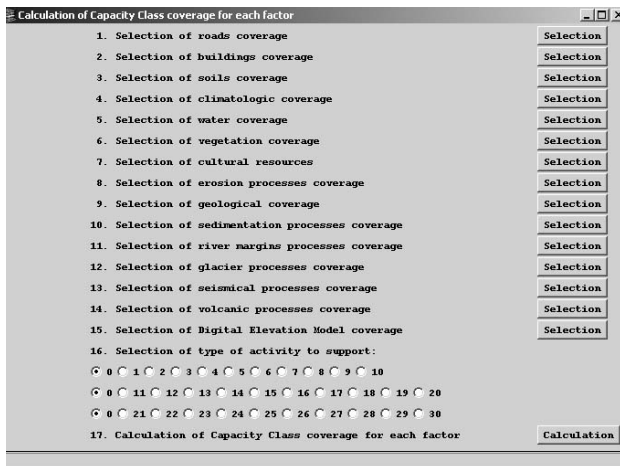 Calculation of Capacity Class coverage for each factor
1. Selection of roads coverage Selection
2. Selection of buildings coverage Selection
3. Selection of soils coverage Selection
4. Selection of climatologic coverage Selection
5. Selection of water coverage Selection
6. Selection of vegetation coverage Selection
7. Selection of cultural resources Selection
8. Selection of erosion processes coverage Selection
9. Selection of geological coverage Selection
10. Selection of sedimentation processes coverage Selection
11. Selection of river margins processes coverage Selection
12. Selection of glacier processes coverage Selection
13. Selection of seismical processes coverage Selection
14. Selection of volcanic processes coverage Selection
15. Selection of Digital Elevation Model coverage Selection
16. Selection of type of activity to support:
0 1 2 3 4 5 6 7 8 9 10
0 11 12 13 14 15 16 17 18 19 20
0 21 22 23 24 25 26 27 28 29 30
17. Calculation of Capacity Class coverage for each factor Calculation